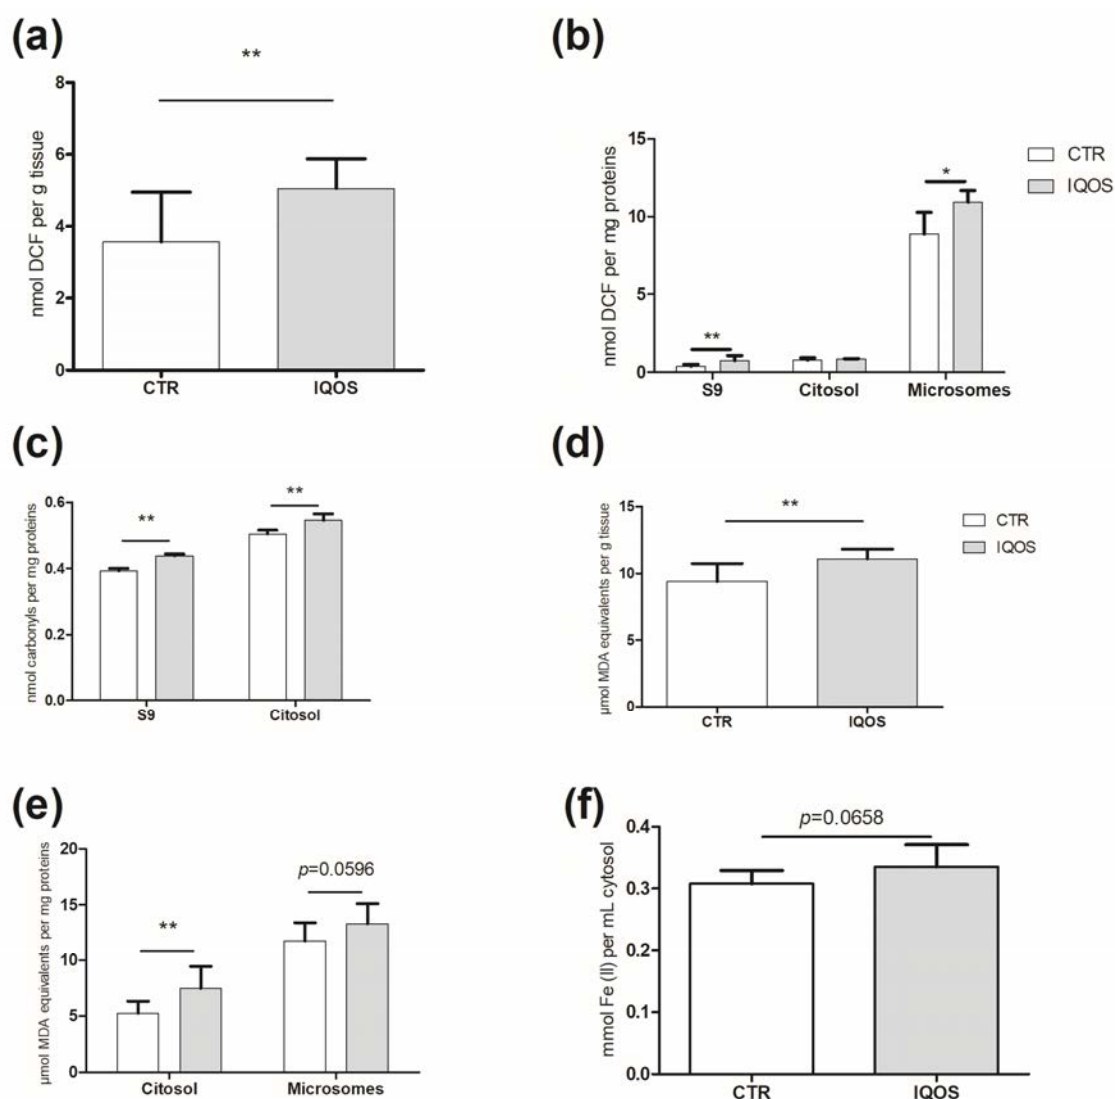 (a)
**
8
6
4
2
0
nmol DCF per g tissue
CTR
IQOS
(b)
15
10
5
0
nmol DCF per mg proteins
**
*
S9
Citosol
Microsomes
CTR
IQOS
(c)
0.6
0.4
0.2
0.0
nmol carbonyls per mg proteins
**
**
S9
Citosol
(d)
15
10
5
0
µmol MDA equivalents per g tissue
**
CTR
IQOS
CTR
IQOS
(e)
20
15
10
5
0
µmol MDA equivalents per mg proteins
**
p=0.0596
Citosol
Microsomes
(f)
0.4
0.3
0.2
0.1
0.0
mmol Fe (II) per mL cytosol
p=0.0658
CTR
IQOS